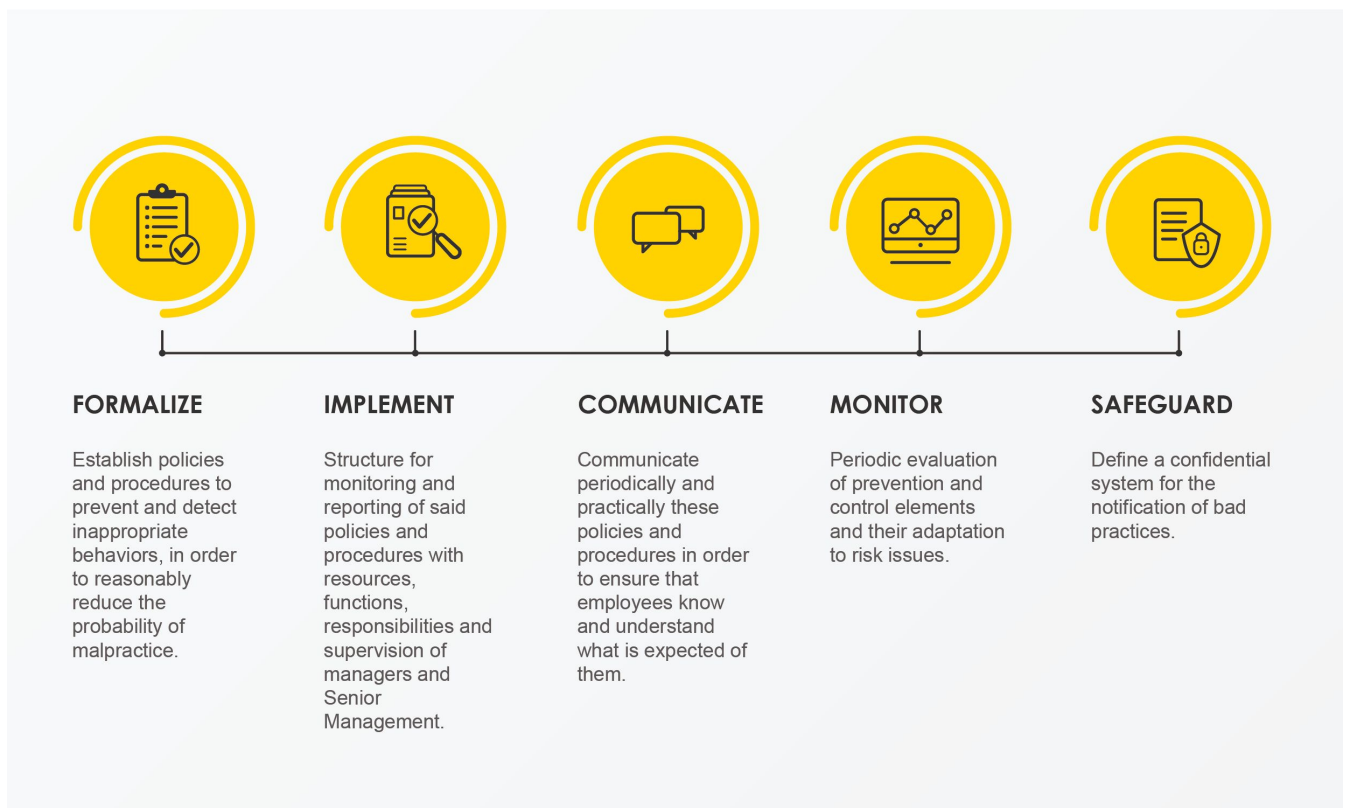 FORMALIZE
Establish policies
and procedures to
prevent and detect
inappropriate
behaviors, in order
to reasonably
reduce the
probability of
malpractice.
IMPLEMENT
Structure for
monitoring and
reporting of said
policies and
procedures with
resources,
functions,
responsibilities and
supervision of
managers and
Senior
Management.
COMMUNICATE
Communicate
periodically and
practically these
policies and
procedures in order
to ensure that
employees know
and understand
what is expected of
them.
MONITOR
Periodic evaluation
of prevention and
control elements
and their adaptation
to risk issues.
SAFEGUARD
Define a confidential
system for the
notification of bad
practices.